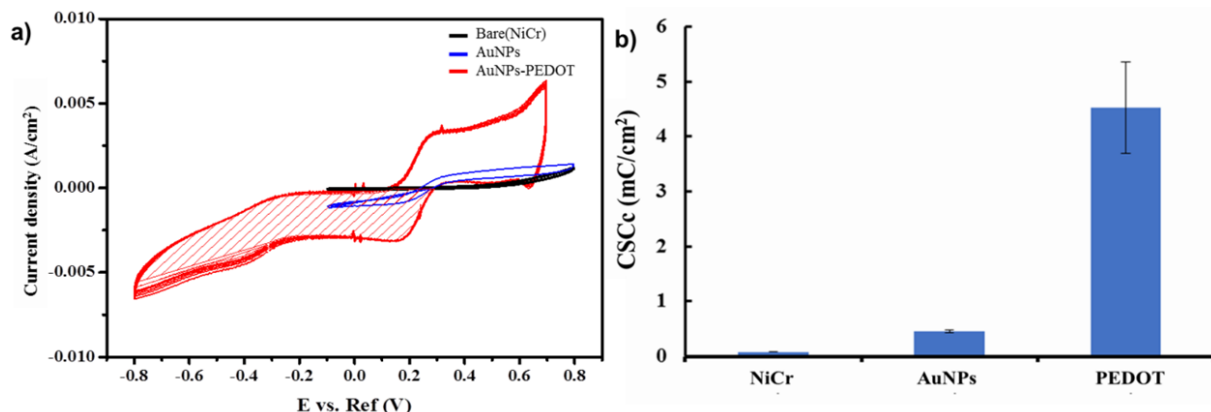 a)
Bare(NiCr)
AuNPs
AuNPs-PEDOT
Current density (A/cm²)
0.010
0.005
0.000
-0.005
-0.010
-0.8 -0.6 -0.4 -0.2 0.0 0.2 0.4 0.6 0.8
E vs. Ref (V)
b)
CSCc (mC/cm²)
6
5
4
3
2
1
0
NiCr AuNPs PEDOT